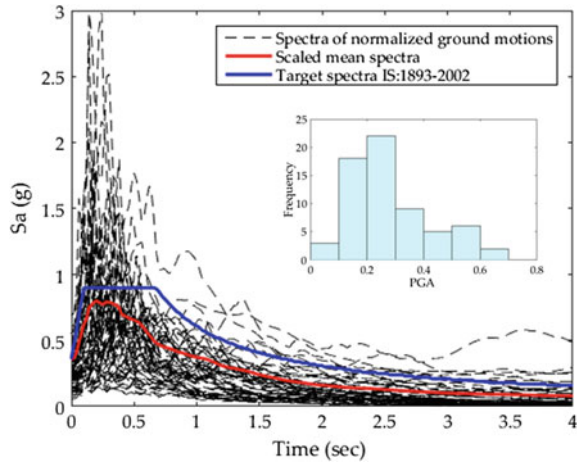 3
2.5
2
1.5
1
0.5
0
Sa (g)
Spectra of normalized ground motions
Scaled mean spectra
Target spectra IS:1893-2002
25
20
15
10
5
0
Frequency
0 0.2 0.4 0.6 0.8
PGA
0 0.5 1 1.5 2 2.5 3 3.5 4
Time (sec)